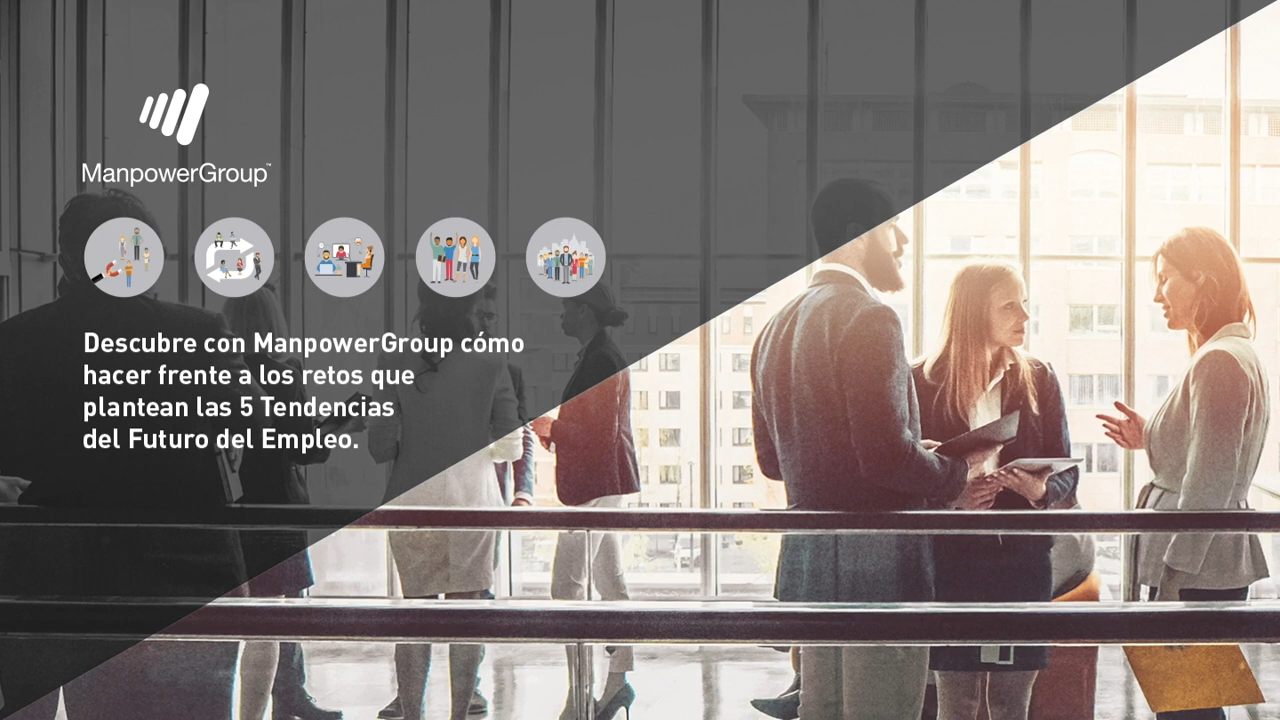 ManpowerGroup™
Descubre con ManpowerGroup cómo
hacer frente a los retos que
plantean las 5 Tendencias
del Futuro del Empleo.